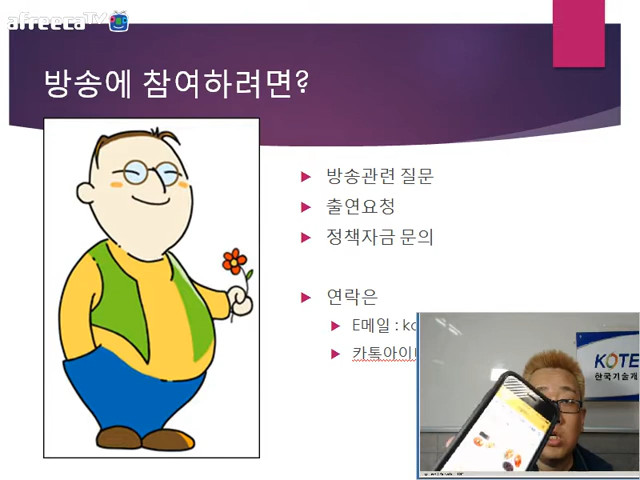 afreecaTV
방송에 참여하려면?
방송관련 질문
출연요청
정책자금 문의
연락은
E메일 : ko
카톡아이
KOTE
한국기술개